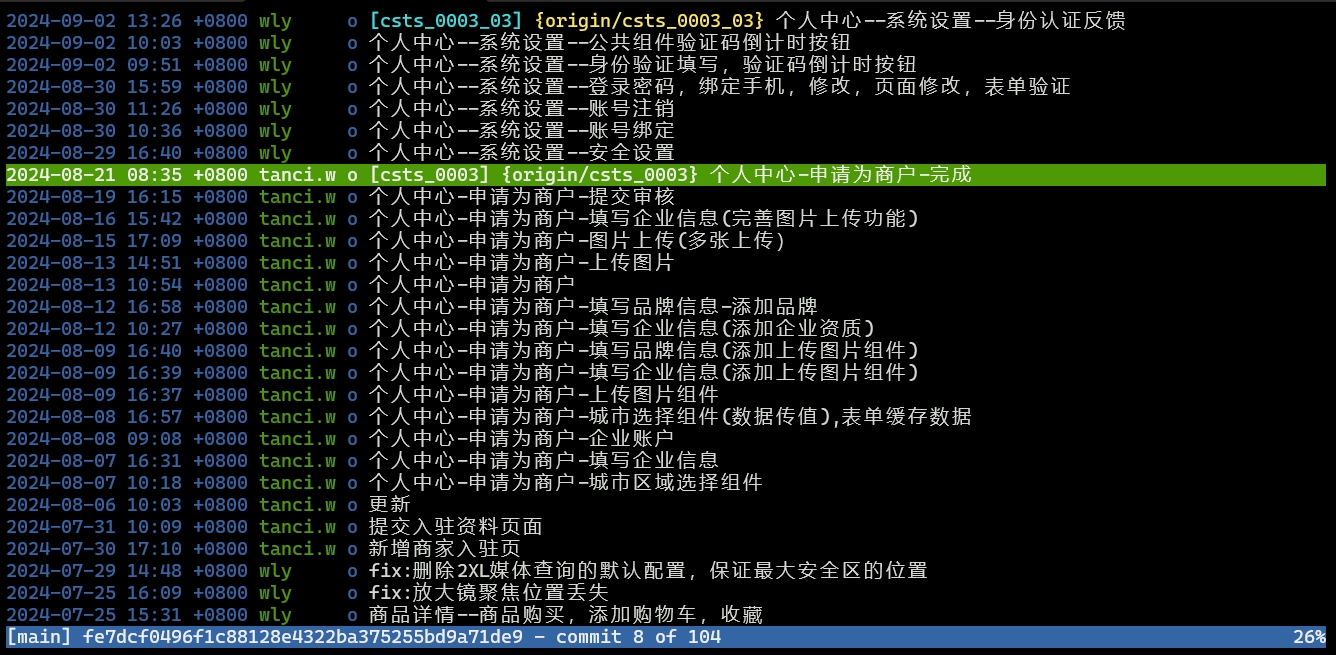 2024-09-02 13:26 +0800 wly o [csts_0003_03] {origin/csts_0003_03} 个人中心--系统设置--身份认证反馈
2024-09-02 10:03 +0800 wly o 个人中心--系统设置--公共组件验证码倒计时按钮
2024-09-02 09:51 +0800 wly o 个人中心--系统设置--身份验证填写，验证码倒计时按钮
2024-08-30 15:59 +0800 wly o 个人中心--系统设置--登录密码，绑定手机，修改，页面修改，表单验证
2024-08-30 11:26 +0800 wly o 个人中心--系统设置--账号注销
2024-08-30 10:36 +0800 wly o 个人中心--系统设置--账号绑定
2024-08-29 16:40 +0800 wly o 个人中心--系统设置--安全设置
2024-08-21 08:35 +0800 tanci.w o [csts_0003] {origin/csts_0003} 个人中心-申请为商户-完成
2024-08-19 16:15 +0800 tanci.w o 个人中心-申请为商户-提交审核
2024-08-16 15:42 +0800 tanci.w o 个人中心-申请为商户-填写企业信息(完善图片上传功能)
2024-08-15 17:09 +0800 tanci.w o 个人中心-申请为商户-图片上传(多张上传)
2024-08-13 14:51 +0800 tanci.w o 个人中心-申请为商户-上传图片
2024-08-13 10:54 +0800 tanci.w o 个人中心-申请为商户
2024-08-12 16:58 +0800 tanci.w o 个人中心-申请为商户-填写品牌信息-添加品牌
2024-08-12 10:27 +0800 tanci.w o 个人中心-申请为商户-填写企业信息(添加企业资质)
2024-08-09 16:40 +0800 tanci.w o 个人中心-申请为商户-填写品牌信息(添加上传图片组件)
2024-08-09 16:39 +0800 tanci.w o 个人中心-申请为商户-填写企业信息(添加上传图片组件)
2024-08-09 16:37 +0800 tanci.w o 个人中心-申请为商户-上传图片组件
2024-08-08 16:57 +0800 tanci.w o 个人中心-申请为商户-城市选择组件(数据传值),表单缓存数据
2024-08-08 09:08 +0800 tanci.w o 个人中心-申请为商户-企业账户
2024-08-07 16:31 +0800 tanci.w o 个人中心-申请为商户-填写企业信息
2024-08-07 10:18 +0800 tanci.w o 个人中心-申请为商户-城市区域选择组件
2024-08-06 10:03 +0800 tanci.w o 更新
2024-07-31 10:09 +0800 tanci.w o 提交入驻资料页面
2024-07-30 17:10 +0800 tanci.w o 新增商家入驻页
2024-07-29 14:48 +0800 wly o fix:删除2XL媒体查询的默认配置，保证最大安全区的位置
2024-07-25 16:09 +0800 wly o fix:放大镜聚焦位置丢失
2024-07-25 15:31 +0800 wly o 商品详情--商品购买，添加购物车，收藏
[main] fe7dcf0496f1c88128e4322ba375255bd9a71de9 - commit 8 of 104 26%